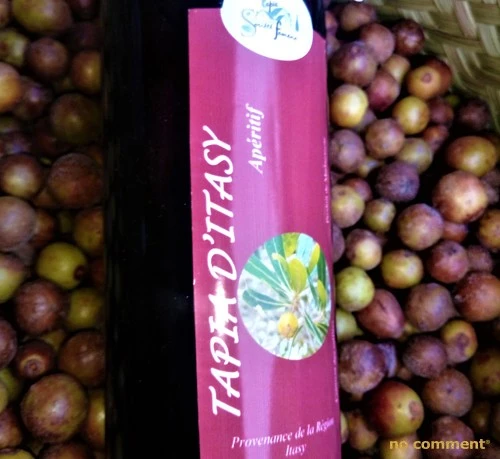 TAPIA D'ITASY
Apéritif
Provenance de la Région
Itasy
no comment®